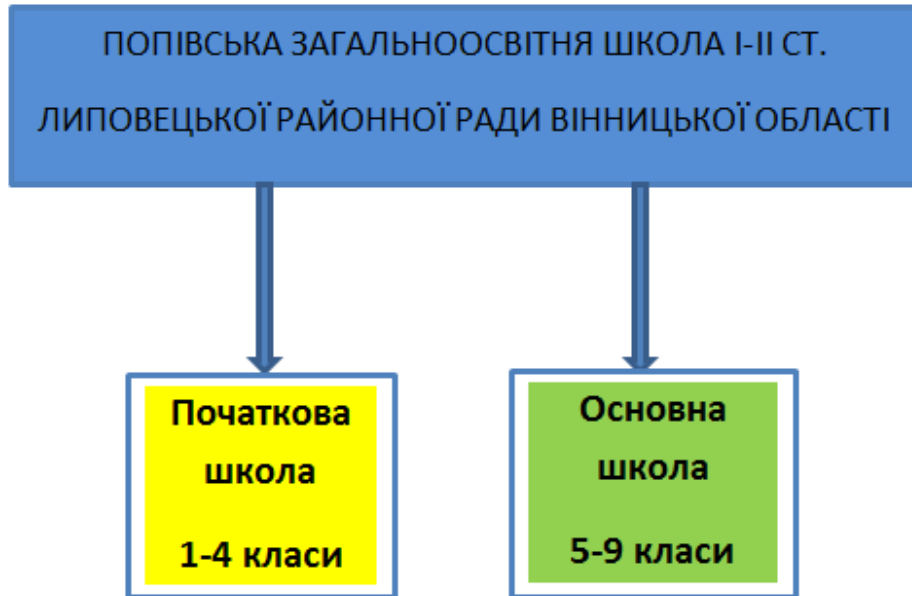 ПОПІВСЬКА ЗАГАЛЬНООСВІТНЯ ШКОЛА І-ІІ СТ.
ЛИПОВЕЦЬКОЇ РАЙОННОЇ РАДИ ВІННИЦЬКОЇ ОБЛАСТІ
Початкова
школа
1-4 класи
Основна
школа
5-9 класи